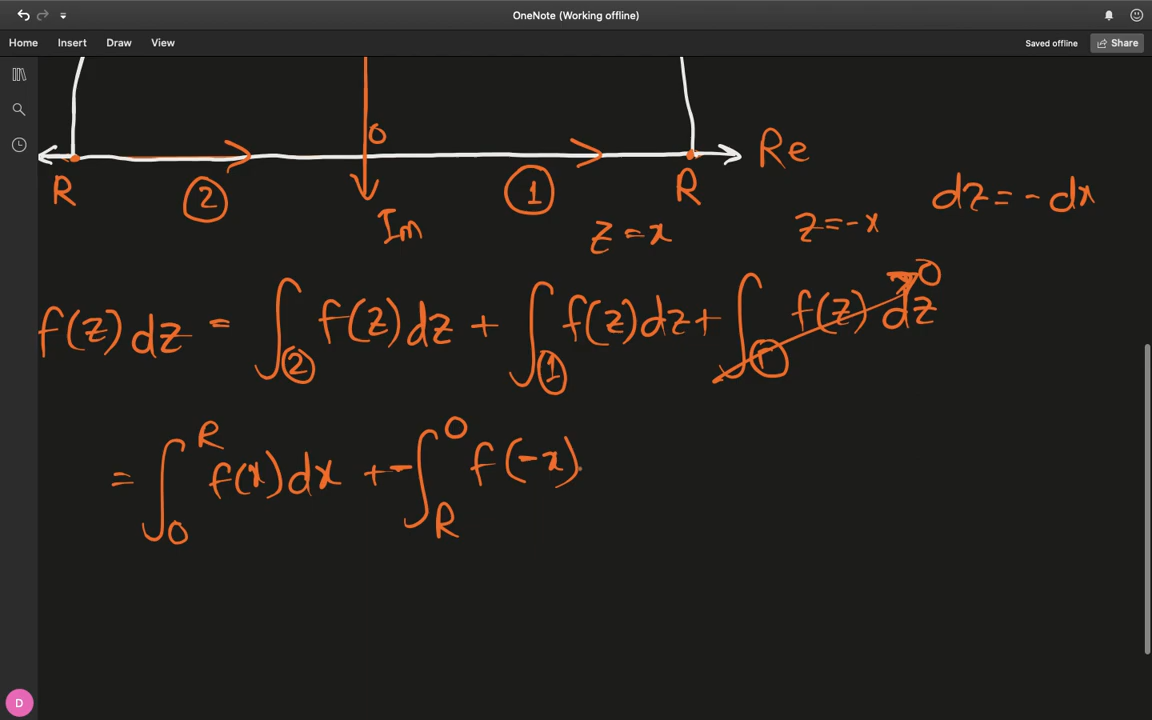 OneNote (Working offline)
Home Insert Draw View
Saved offline Share
0
Re
R ② ① R
Im
z = x
z = -x
dz = - dx
f(z) dz = ∫② f(z) dz + ∫① f(z) dz + ∫Γ f(z) dz 0
= ∫₀ᴿ f(x) dx + - ∫ᴿ⁰ f(-x)
D